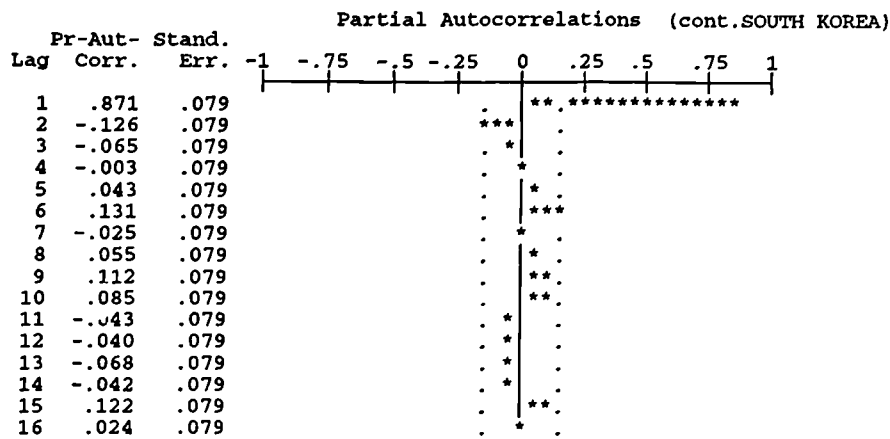 Partial Autocorrelations (cont.SOUTH KOREA)
Pr-Aut- Stand.
Lag Corr. Err. -1 -.75 -.5 -.25 0 .25 .5 .75 1
1 .871 .079 . ** . **************
2 -.126 .079 *** .
3 -.065 .079 . * .
4 -.003 .079 . * .
5 .043 .079 . * .
6 .131 .079 . ***
7 -.025 .079 . * .
8 .055 .079 . * .
9 .112 .079 . ** .
10 .085 .079 . ** .
11 -.043 .079 . * .
12 -.040 .079 . * .
13 -.068 .079 . * .
14 -.042 .079 . * .
15 .122 .079 . ** .
16 .024 .079 . * .